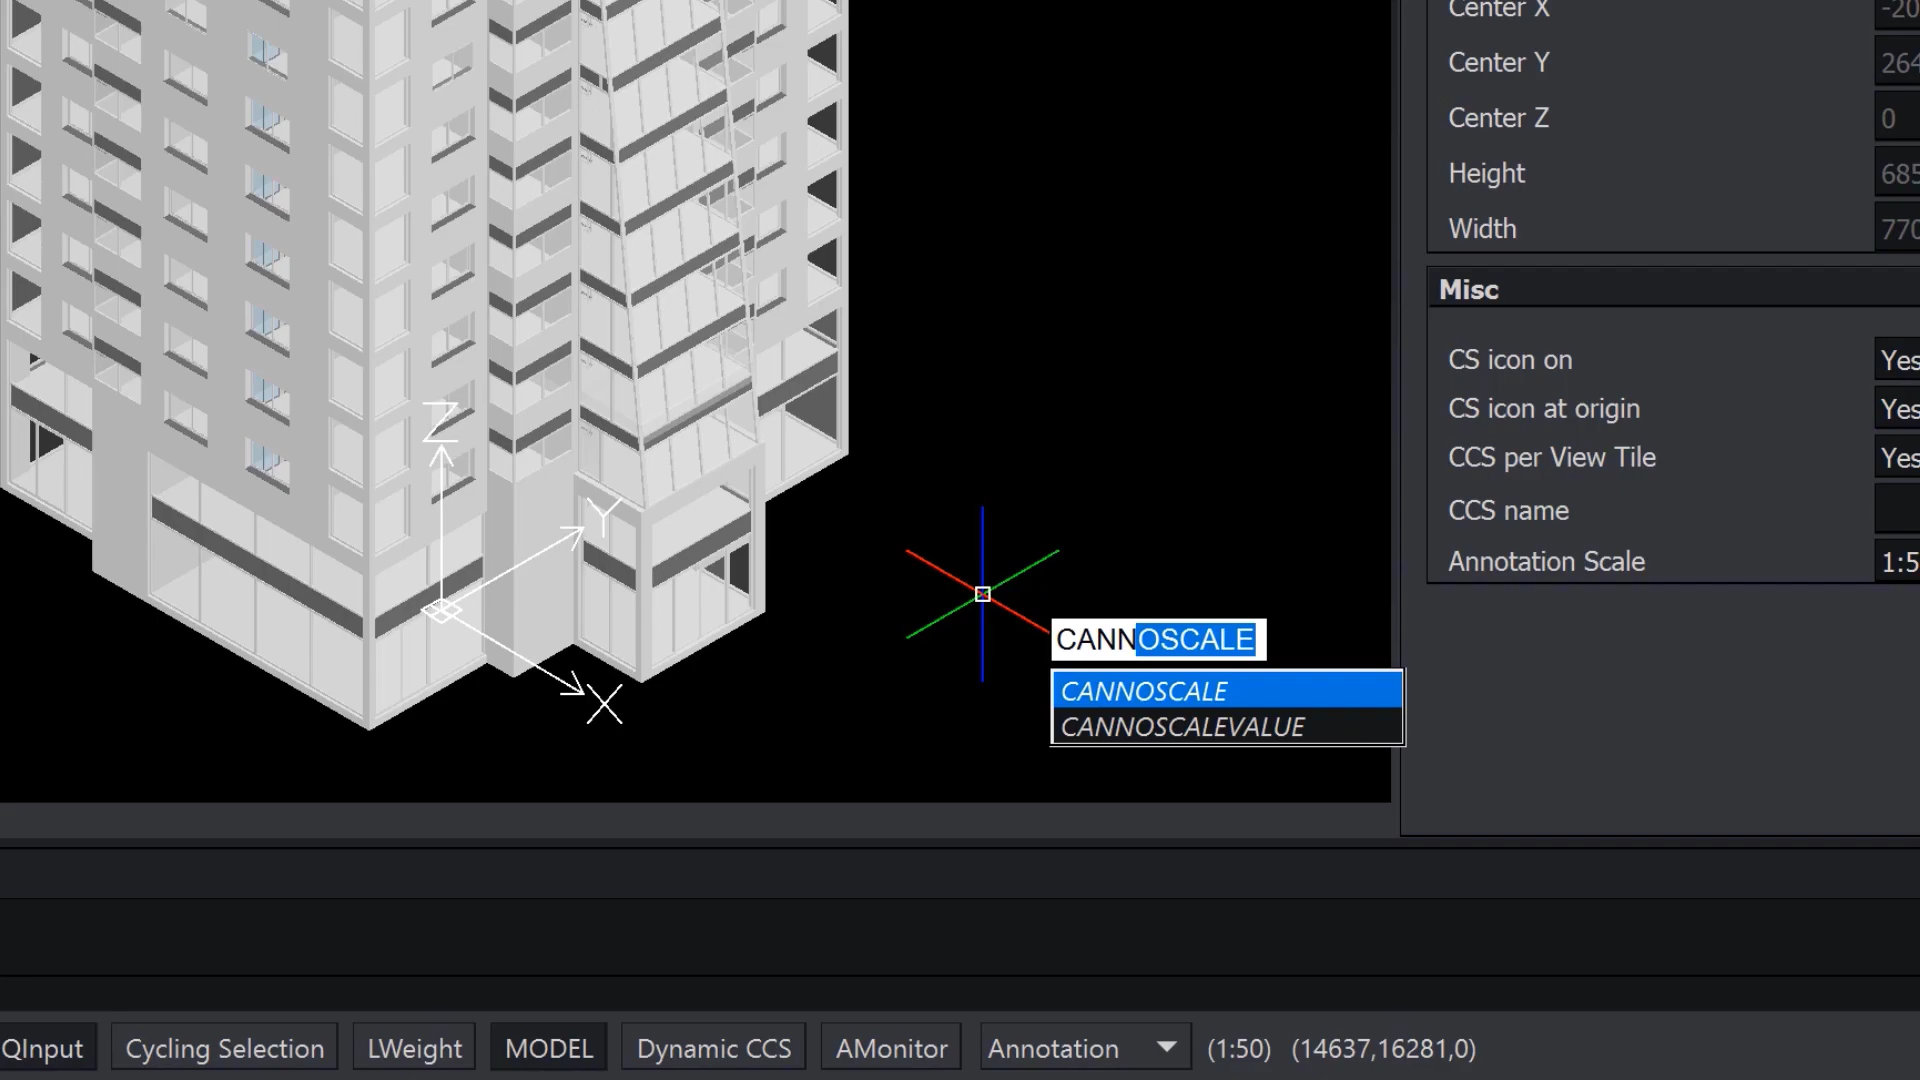 Center X -20
Center Y 264
Center Z 0
Height 685
Width 770
Misc
CS icon on Yes
CS icon at origin Yes
CCS per View Tile Yes
CCS name
Annotation Scale 1:5
Z
Y
X
CANNOSCALE
CANNOSCALE
CANNOSCALEVALUE
QInput Cycling Selection LWeight MODEL Dynamic CCS AMonitor Annotation (1:50) (14637,16281,0)